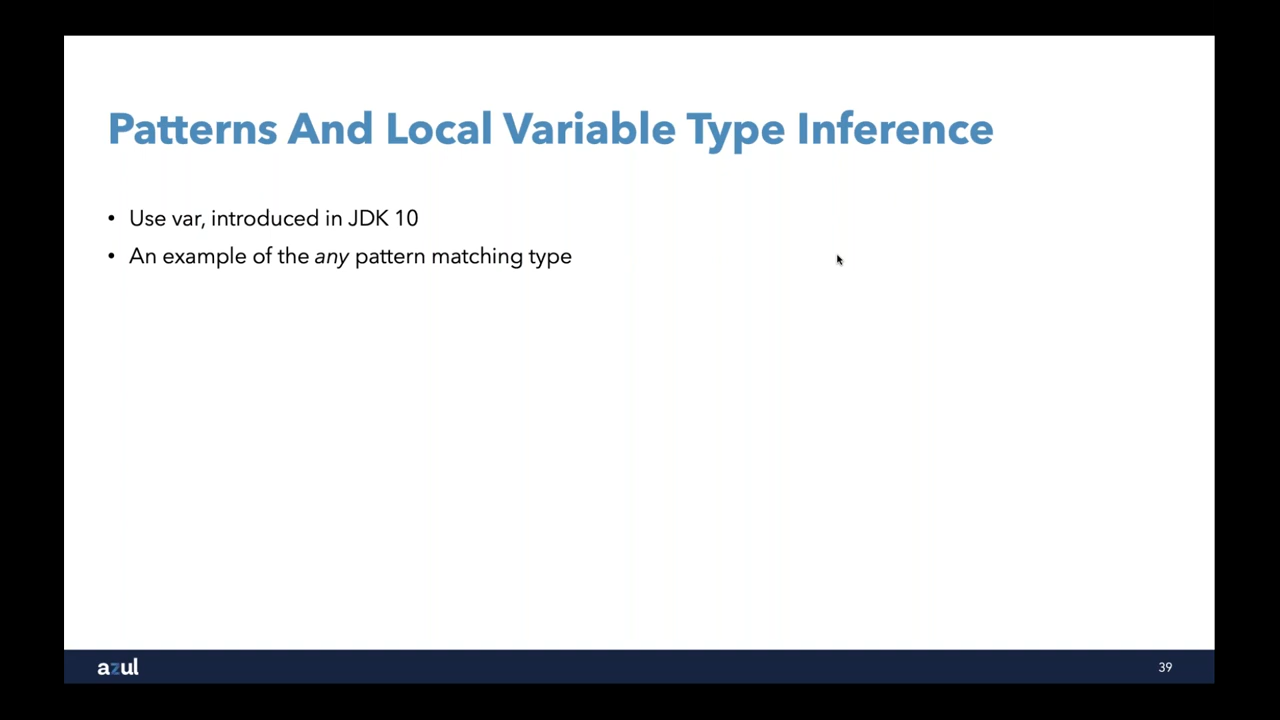 Patterns And Local Variable Type Inference
• Use var, introduced in JDK 10
• An example of the any pattern matching type
azul
39